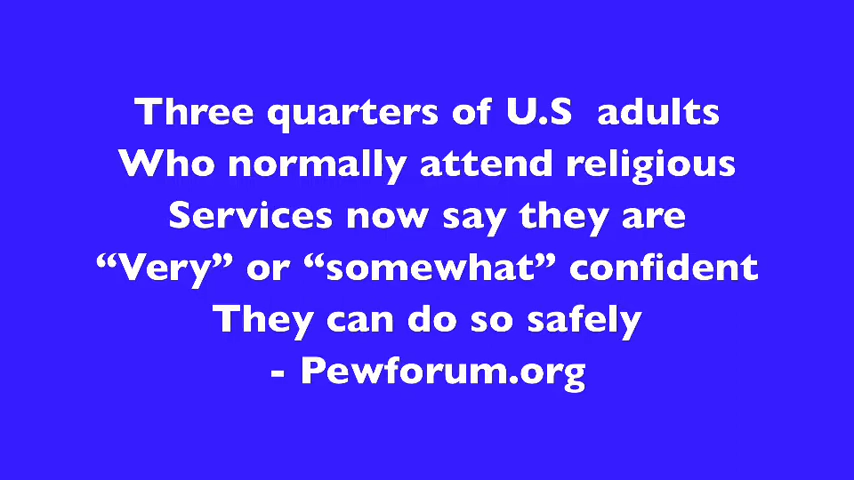 Three quarters of U.S  adults
Who normally attend religious
Services now say they are
“Very” or “somewhat” confident
They can do so safely
- Pewforum.org